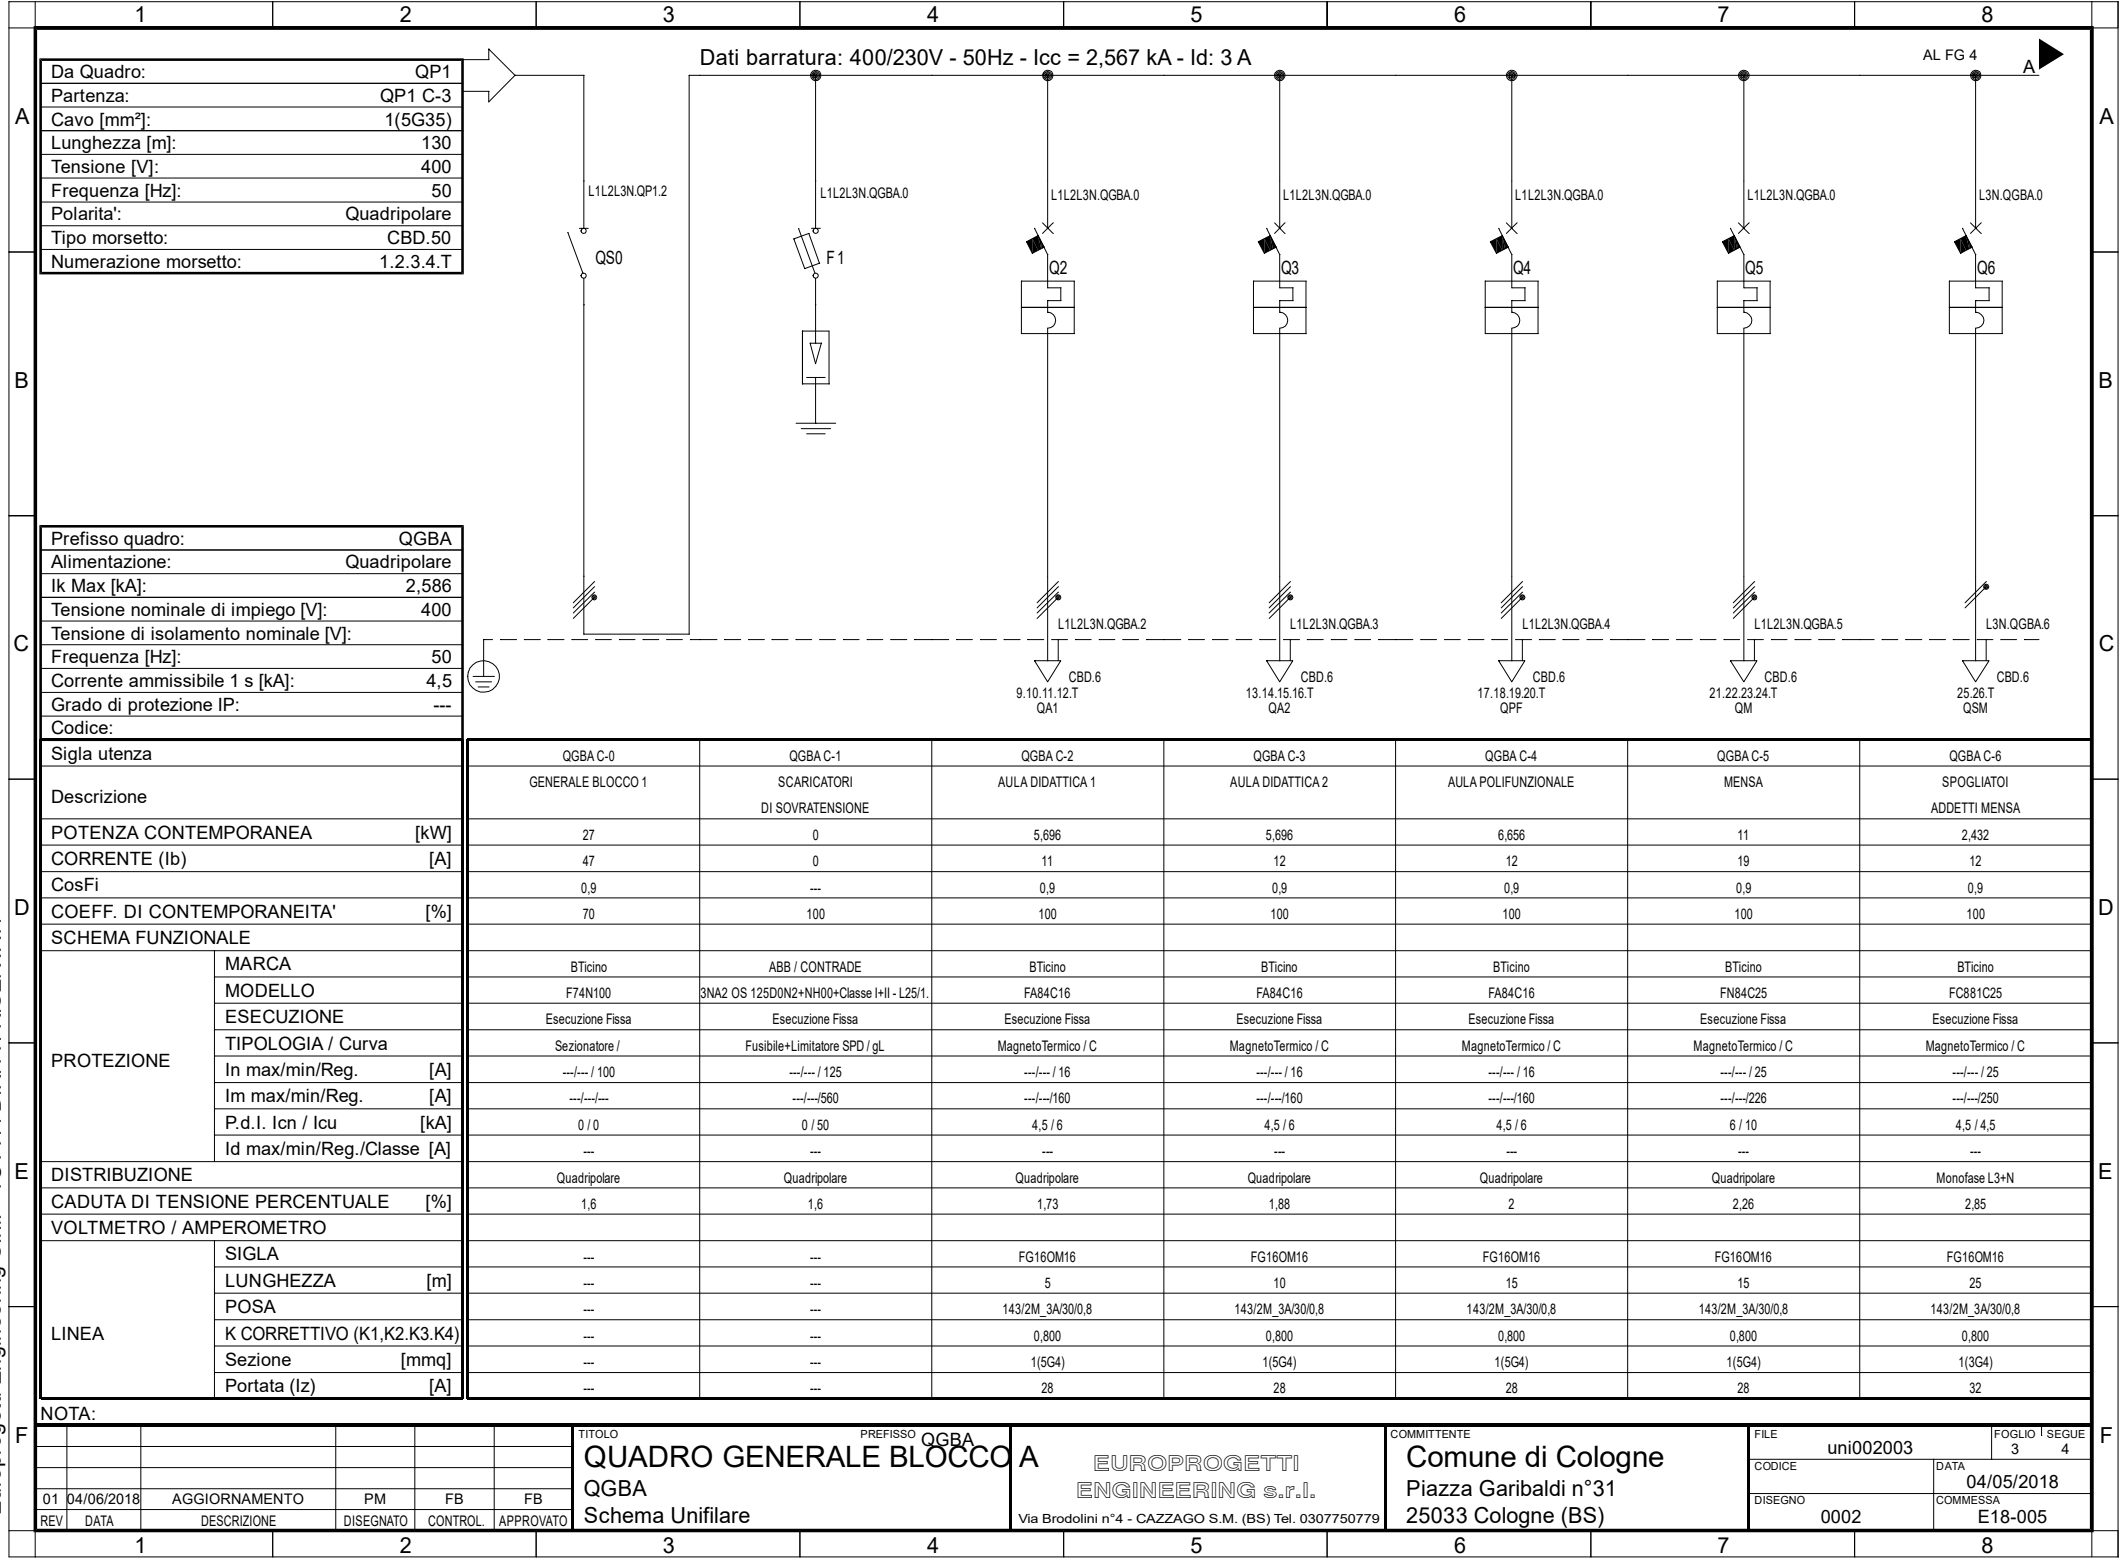 1 2 3 4 5 6 7 8
Dati barratura: 400/230V - 50Hz - Icc = 2,567 kA - Id: 3 A
AL FG 4
A
Da Quadro: QP1
Partenza: QP1 C-3
Cavo [mm²]: 1(5G35)
Lunghezza [m]: 130
Tensione [V]: 400
Frequenza [Hz]: 50
Polarita': Quadripolare
Tipo morsetto: CBD.50
Numerazione morsetto: 1.2.3.4.T
A A
L1L2L3N.QP1.2 L1L2L3N.QGBA.0 L1L2L3N.QGBA.0 L1L2L3N.QGBA.0 L1L2L3N.QGBA.0 L1L2L3N.QGBA.0 L3N.QGBA.0
QS0 F1 Q2 Q3 Q4 Q5 Q6
B B
Prefisso quadro: QGBA
Alimentazione: Quadripolare
Ik Max [kA]: 2,586
Tensione nominale di impiego [V]: 400
Tensione di isolamento nominale [V]:
Frequenza [Hz]: 50
Corrente ammissibile 1 s [kA]: 4,5
Grado di protezione IP: ---
Codice:
C C
L1L2L3N.QGBA.2 L1L2L3N.QGBA.3 L1L2L3N.QGBA.4 L1L2L3N.QGBA.5 L3N.QGBA.6
CBD.6 CBD.6 CBD.6 CBD.6 CBD.6
9.10.11.12.T 13.14.15.16.T 17.18.19.20.T 21.22.23.24.T 25.26.T
QA1 QA2 QPF QM QSM
Sigla utenza QGBA C-0 QGBA C-1 QGBA C-2 QGBA C-3 QGBA C-4 QGBA C-5 QGBA C-6
Descrizione GENERALE BLOCCO 1 SCARICATORI AULA DIDATTICA 1 AULA DIDATTICA 2 AULA POLIFUNZIONALE MENSA SPOGLIATOI
DI SOVRATENSIONE ADDETTI MENSA
POTENZA CONTEMPORANEA [kW] 27 0 5,696 5,696 6,656 11 2,432
CORRENTE (Ib) [A] 47 0 11 12 12 19 12
CosFi 0,9 --- 0,9 0,9 0,9 0,9 0,9
D D
COEFF. DI CONTEMPORANEITA' [%] 70 100 100 100 100 100 100
SCHEMA FUNZIONALE
PROTEZIONE
MARCA BTicino ABB / CONTRADE BTicino BTicino BTicino BTicino BTicino
MODELLO F74N100 3NA2 OS 125D0N2+NH00+Classe I+II - L25/1. FA84C16 FA84C16 FA84C16 FN84C25 FC881C25
ESECUZIONE Esecuzione Fissa Esecuzione Fissa Esecuzione Fissa Esecuzione Fissa Esecuzione Fissa Esecuzione Fissa Esecuzione Fissa
TIPOLOGIA / Curva Sezionatore / Fusibile+Limitatore SPD / gL MagnetoTermico / C MagnetoTermico / C MagnetoTermico / C MagnetoTermico / C MagnetoTermico / C
In max/min/Reg. [A] ---/--- / 100 ---/--- / 125 ---/--- / 16 ---/--- / 16 ---/--- / 16 ---/--- / 25 ---/--- / 25
Im max/min/Reg. [A] ---/---/--- ---/---/560 ---/---/160 ---/---/160 ---/---/160 ---/---/226 ---/---/250
P.d.I. Icn / Icu [kA] 0 / 0 0 / 50 4,5 / 6 4,5 / 6 4,5 / 6 6 / 10 4,5 / 4,5
Id max/min/Reg./Classe [A] --- --- --- --- --- --- ---
E E
DISTRIBUZIONE Quadripolare Quadripolare Quadripolare Quadripolare Quadripolare Quadripolare Monofase L3+N
CADUTA DI TENSIONE PERCENTUALE [%] 1,6 1,6 1,73 1,88 2 2,26 2,85
VOLTMETRO / AMPEROMETRO
LINEA
SIGLA --- --- FG16OM16 FG16OM16 FG16OM16 FG16OM16 FG16OM16
LUNGHEZZA [m] --- --- 5 10 15 15 25
POSA --- --- 143/2M_3A/30/0,8 143/2M_3A/30/0,8 143/2M_3A/30/0,8 143/2M_3A/30/0,8 143/2M_3A/30/0,8
K CORRETTIVO (K1,K2.K3.K4) --- --- 0,800 0,800 0,800 0,800 0,800
Sezione [mmq] --- --- 1(5G4) 1(5G4) 1(5G4) 1(5G4) 1(3G4)
Portata (Iz) [A] --- --- 28 28 28 28 32
NOTA:
F F
01 04/06/2018 AGGIORNAMENTO PM FB FB
REV DATA DESCRIZIONE DISEGNATO CONTROL. APPROVATO
TITOLO PREFISSO QGBA
QUADRO GENERALE BLOCCO A
QGBA
Schema Unifilare
EUROPROGETTI
ENGINEERING s.r.l.
Via Brodolini n°4 - CAZZAGO S.M. (BS) Tel. 0307750779
COMMITTENTE
Comune di Cologne
Piazza Garibaldi n°31
25033 Cologne (BS)
FILE uni002003
FOGLIO 3 SEGUE 4
CODICE
DATA 04/05/2018
DISEGNO 0002
COMMESSA E18-005
1 2 3 4 5 6 7 8